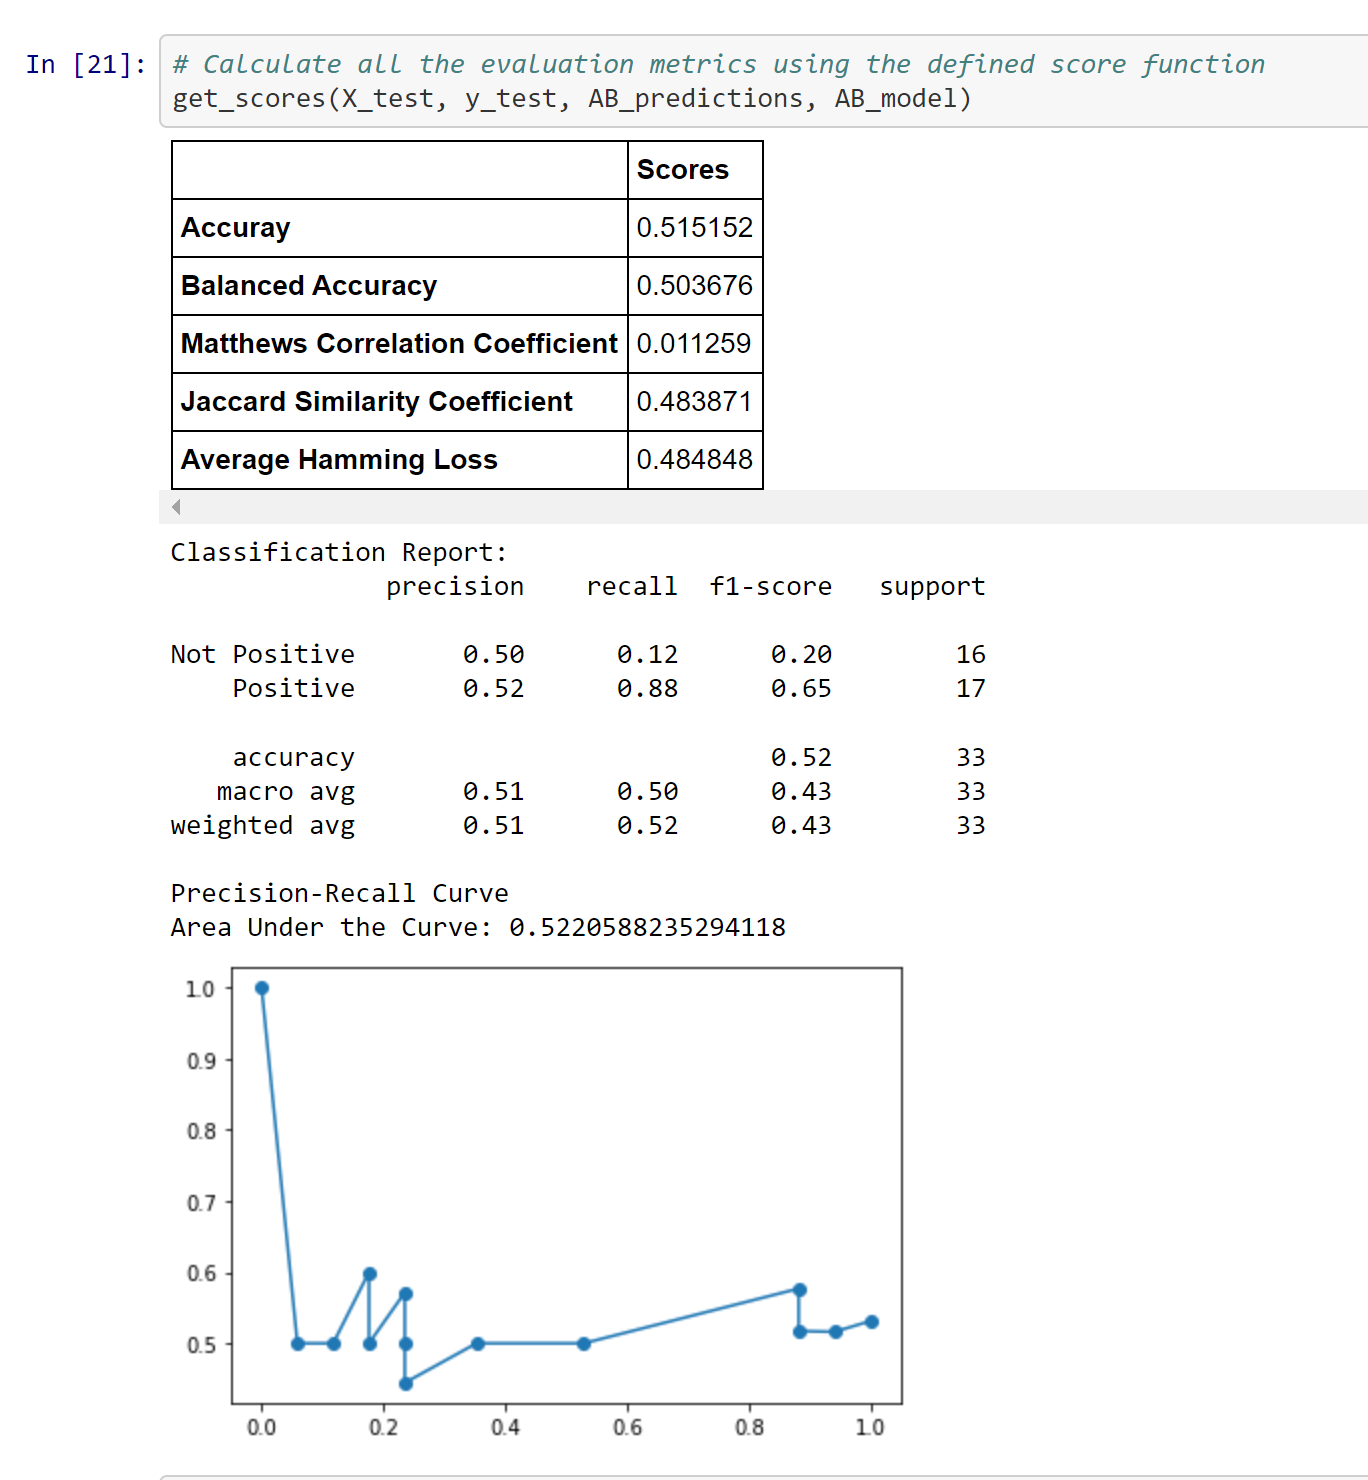 In [21]:
# Calculate all the evaluation metrics using the defined score function
get_scores(X_test, y_test, AB_predictions, AB_model)
Scores
Accuray 0.515152
Balanced Accuracy 0.503676
Matthews Correlation Coefficient 0.011259
Jaccard Similarity Coefficient 0.483871
Average Hamming Loss 0.484848
Classification Report:
precision recall f1-score support
Not Positive 0.50 0.12 0.20 16
Positive 0.52 0.88 0.65 17
accuracy 0.52 33
macro avg 0.51 0.50 0.43 33
weighted avg 0.51 0.52 0.43 33
Precision-Recall Curve
Area Under the Curve: 0.5220588235294118
1.0
0.9
0.8
0.7
0.6
0.5
0.0 0.2 0.4 0.6 0.8 1.0